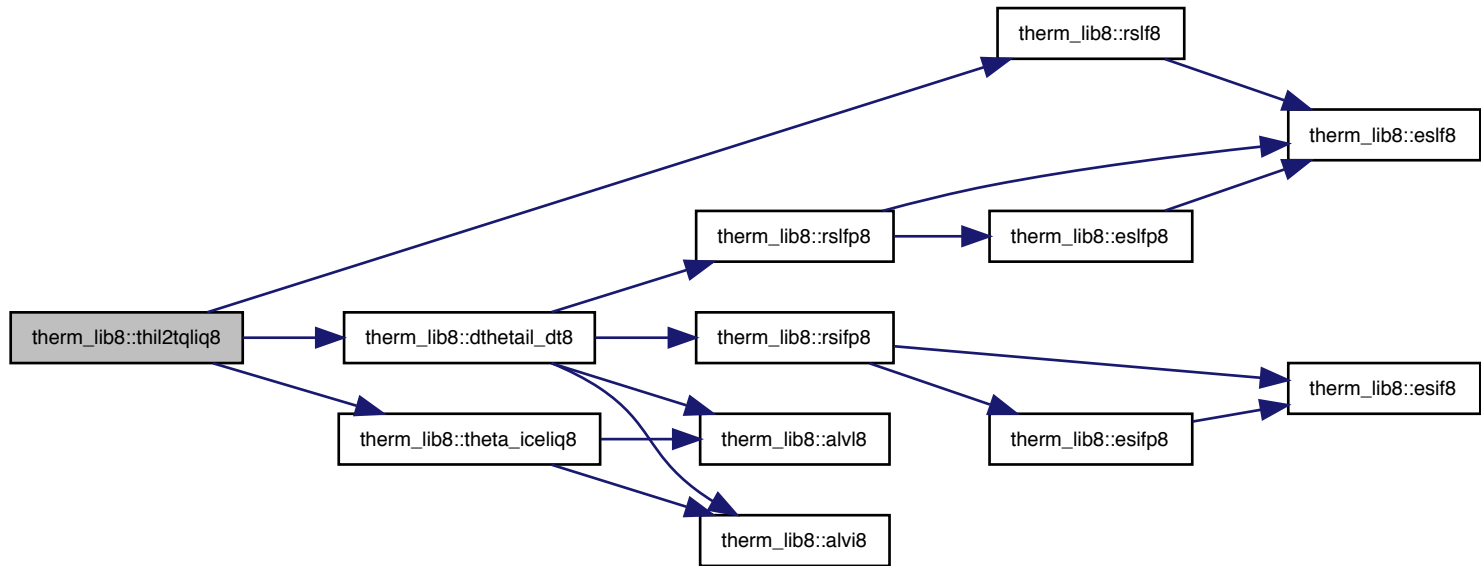 therm_lib8::rslf8
therm_lib8::eslf8
therm_lib8::rslfp8
therm_lib8::eslfp8
therm_lib8::thil2tqliq8
therm_lib8::dthetail_dt8
therm_lib8::rsifp8
therm_lib8::esif8
therm_lib8::theta_iceliq8
therm_lib8::alvl8
therm_lib8::esifp8
therm_lib8::alvi8